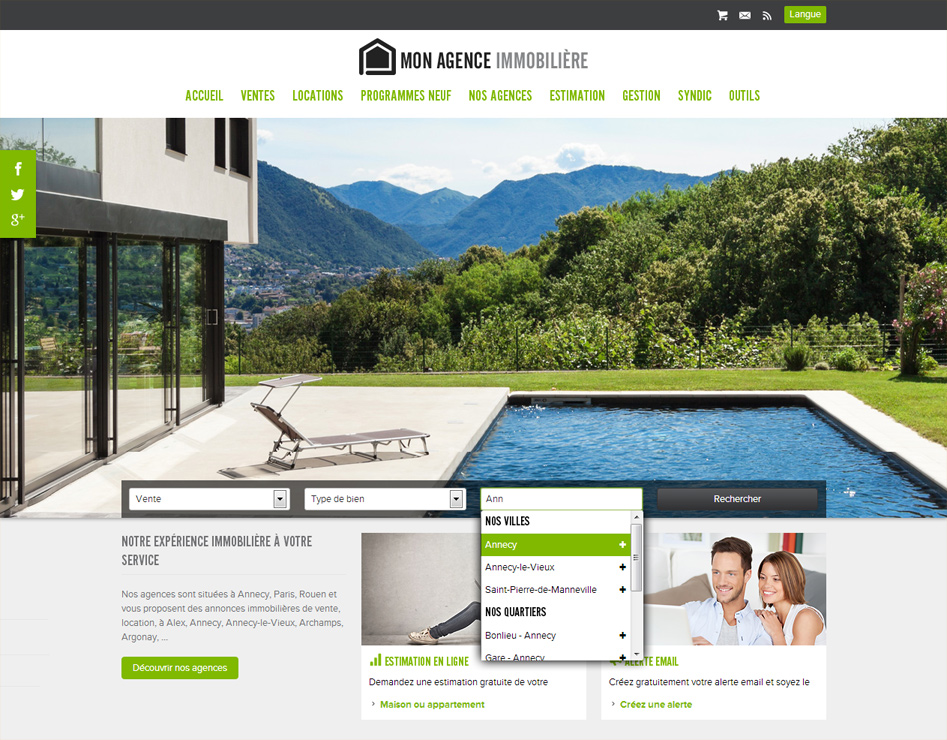 Langue
MON AGENCE IMMOBILIÈRE
ACCUEIL VENTES LOCATIONS PROGRAMMES NEUF NOS AGENCES ESTIMATION GESTION SYNDIC OUTILS
f
g+
Vente
Type de bien
Ann
Rechercher
NOS VILLES
Annecy +
Annecy-le-Vieux +
Saint-Pierre-de-Manneville +
NOS QUARTIERS
Bonlieu - Annecy +
Gare - Annecy +
NOTRE EXPÉRIENCE IMMOBILIÈRE À VOTRE
SERVICE
Nos agences sont situées à Annecy, Paris, Rouen et
vous proposent des annonces immobilières de vente,
location, à Alex, Annecy, Annecy-le-Vieux, Archamps,
Argonay, ...
Découvrir nos agences
ESTIMATION EN LIGNE
Demandez une estimation gratuite de votre
› Maison ou appartement
ALERTE EMAIL
Créez gratuitement votre alerte email et soyez le
› Créez une alerte